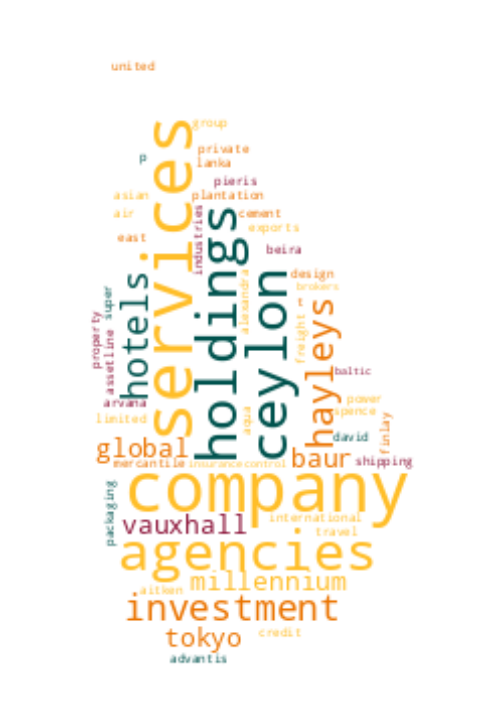 united
services
group
p
private
lanka
pieris
asian
plantation
air
industries
holdings
cement
exports
east
beira
hotels
super
alexandra
ceylon
design
brokers
t
freight
hayleys
property
assetline
baltic
arvana
power
spence
limited
aqua
david
finlay
global
mercantile
insurance
control
baur
shipping
company
packaging
vauxhall
international
travel
agencies
millennium
aitken
investment
tokyo
credit
advantis